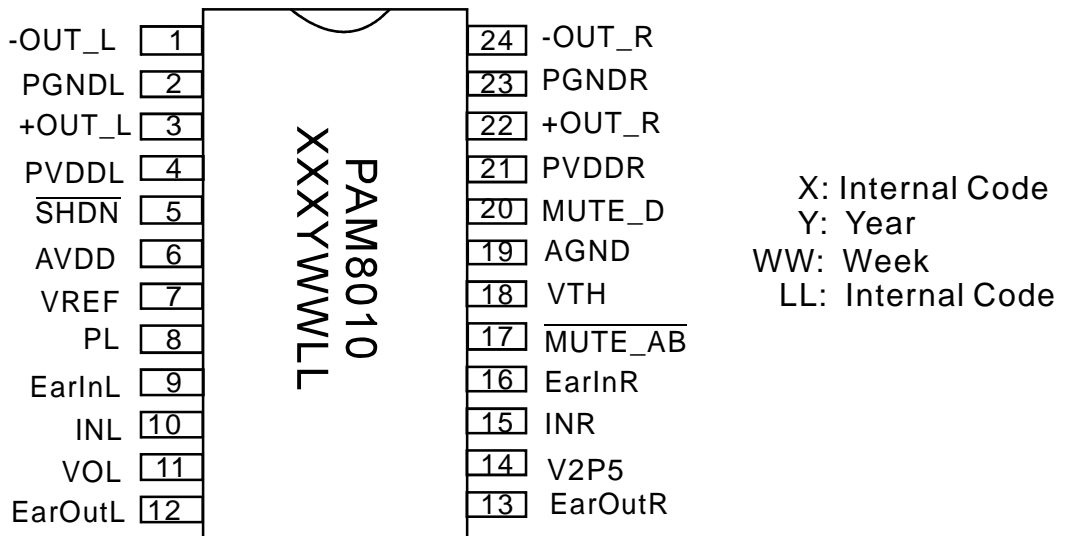 -OUT_L 1
PGNDL 2
+OUT_L 3
PVDDL 4
SHDN 5
AVDD 6
VREF 7
PL 8
EarInL 9
INL 10
VOL 11
EarOutL 12
PAM8010
XXXYWWLL
24 -OUT_R
23 PGNDR
22 +OUT_R
21 PVDDR
20 MUTE_D
19 AGND
18 VTH
17 MUTE_AB
16 EarInR
15 INR
14 V2P5
13 EarOutR
X: Internal Code
Y: Year
WW: Week
LL: Internal Code